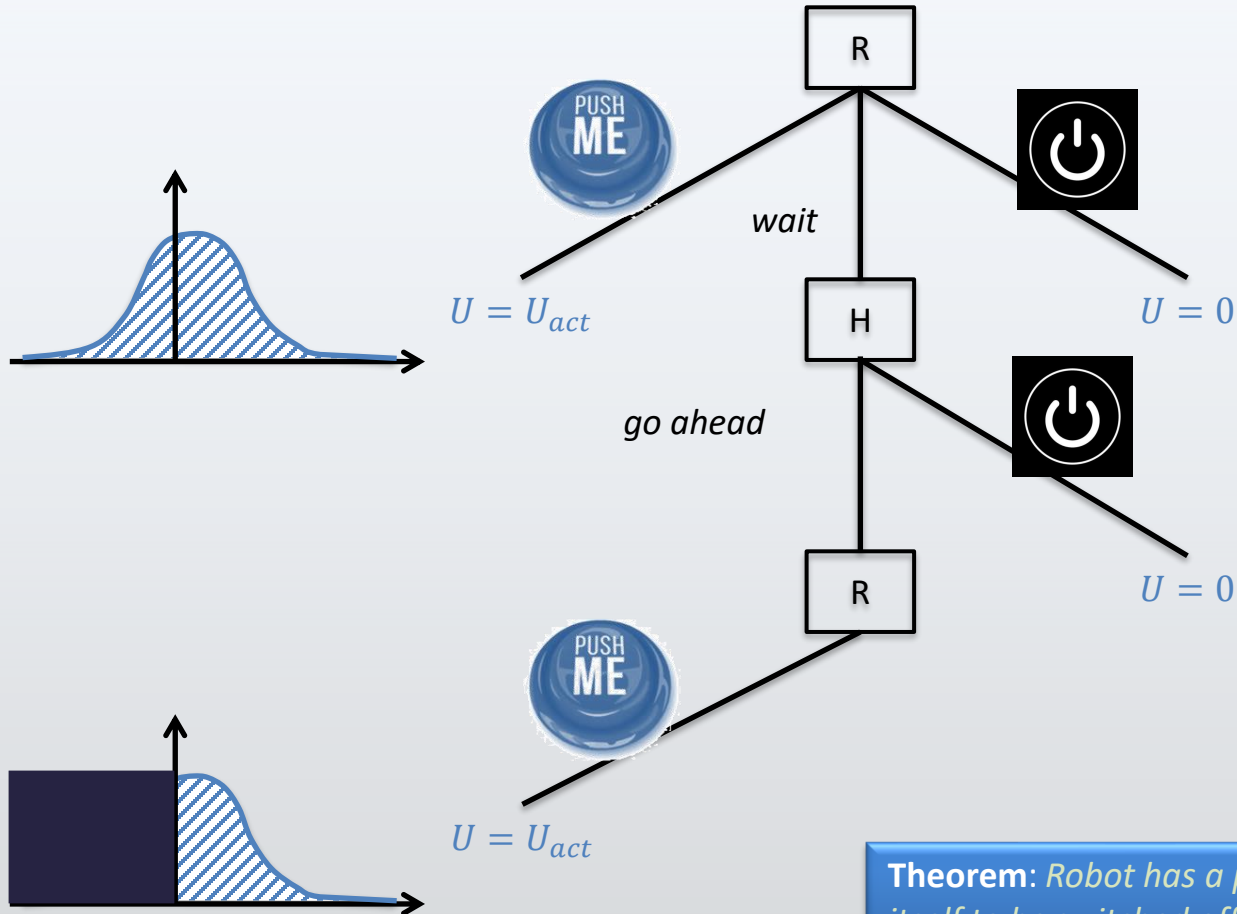 R
PUSH
ME
wait
U = U_act
H
U = 0
go ahead
U = 0
R
PUSH
ME
U = U_act
Theorem: Robot has a